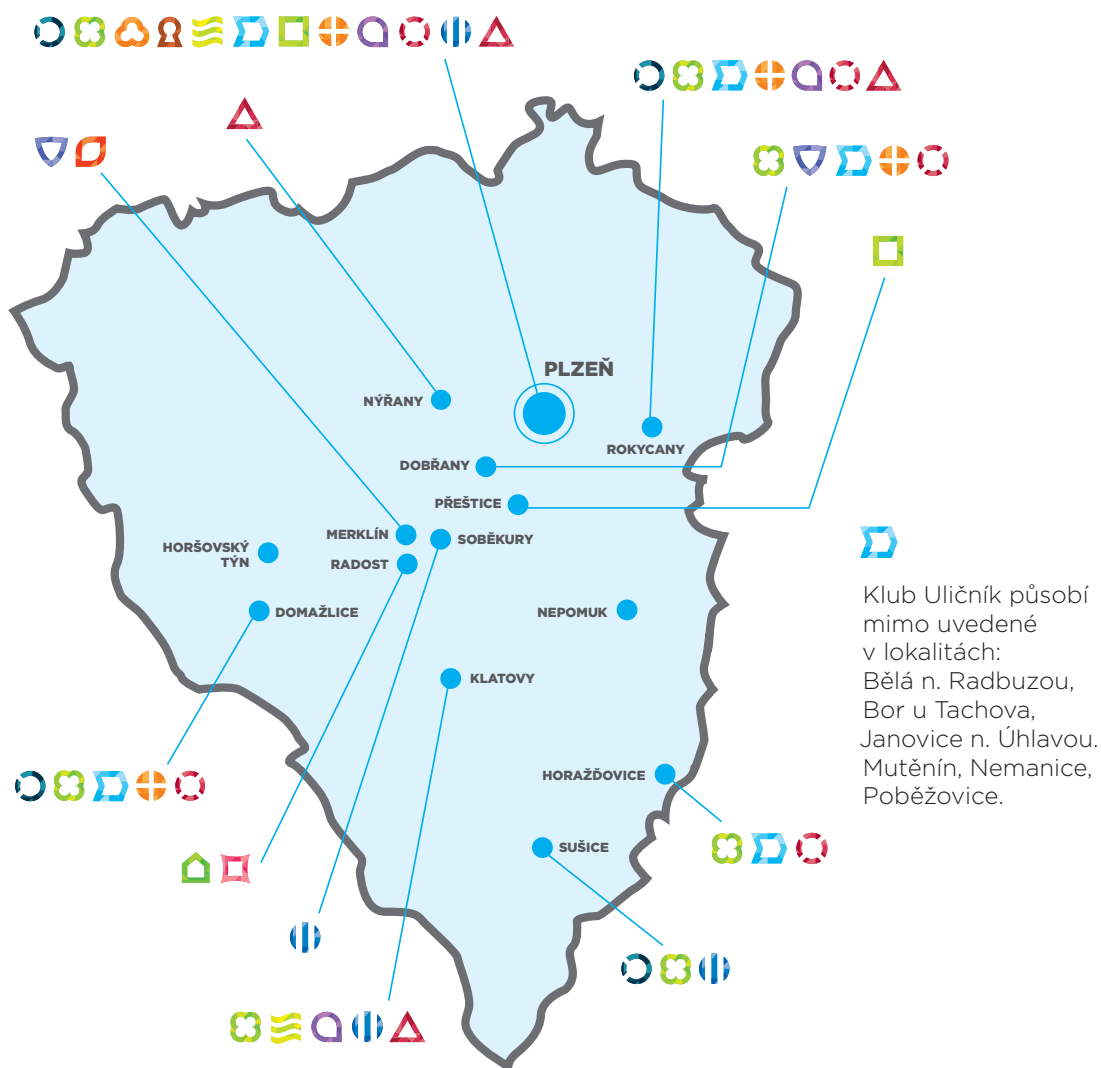 PLZEŇ
NÝŘANY
ROKYCANY
DOBŘANY
PŘEŠTICE
MERKLÍN
SOBĚKURY
HORŠOVSKÝ
TÝN
RADOST
DOMAŽLICE
NEPOMUK
KLATOVY
HORAŽĎOVICE
SUŠICE
Klub Uličník působí
mimo uvedené
v lokalitách:
Bělá n. Radbuzou,
Bor u Tachova,
Janovice n. Úhlavou.
Mutěnín, Nemanice,
Poběžovice.